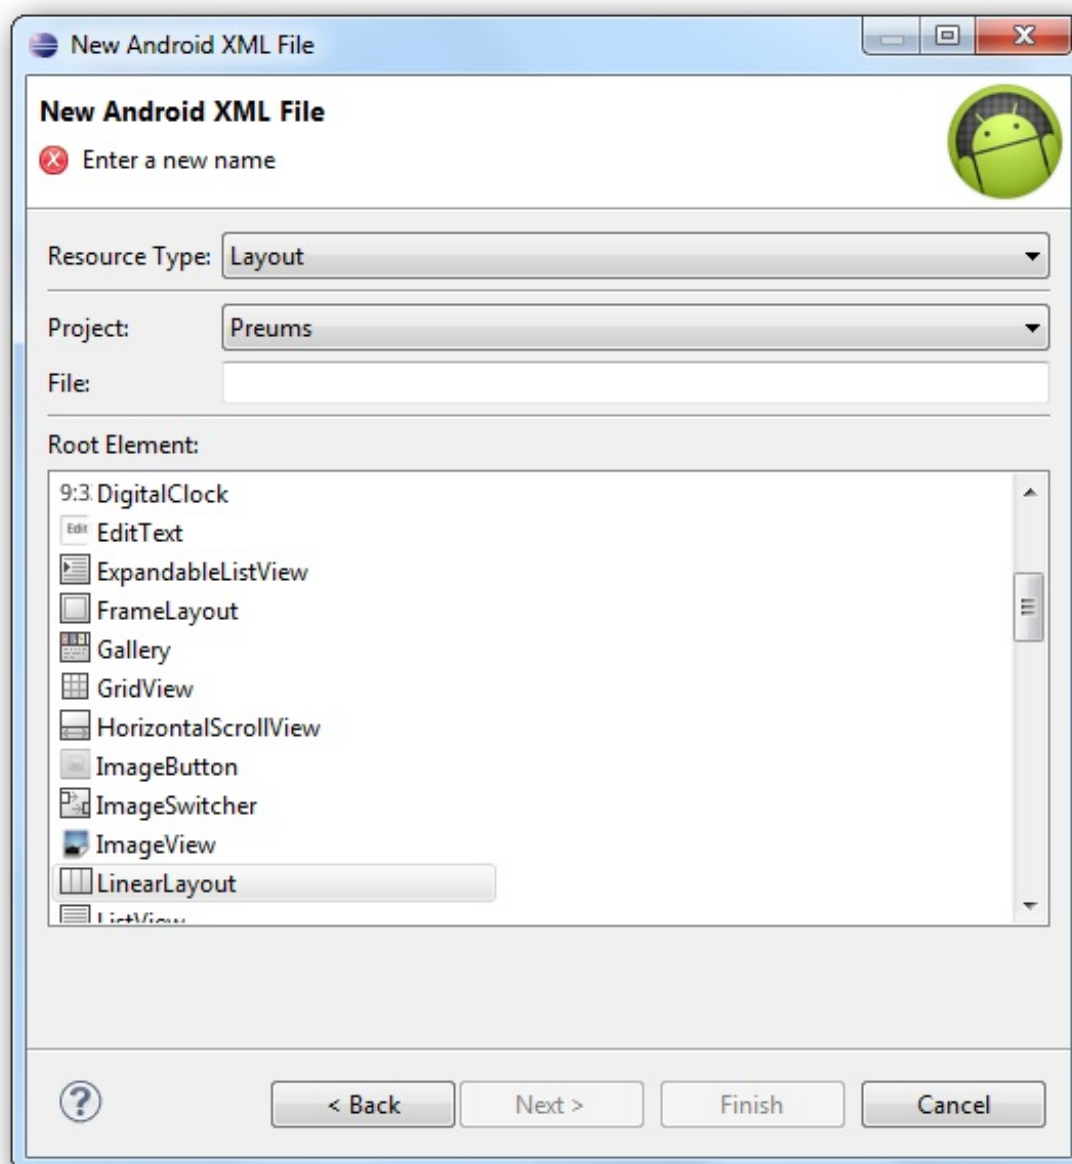 New Android XML File
New Android XML File
Enter a new name
Resource Type: Layout
Project: Preums
File:
Root Element:
9:3 DigitalClock
Edit EditText
ExpandableListView
FrameLayout
Gallery
GridView
HorizontalScrollView
ImageButton
ImageSwitcher
ImageView
LinearLayout
ListView
? < Back Next > Finish Cancel